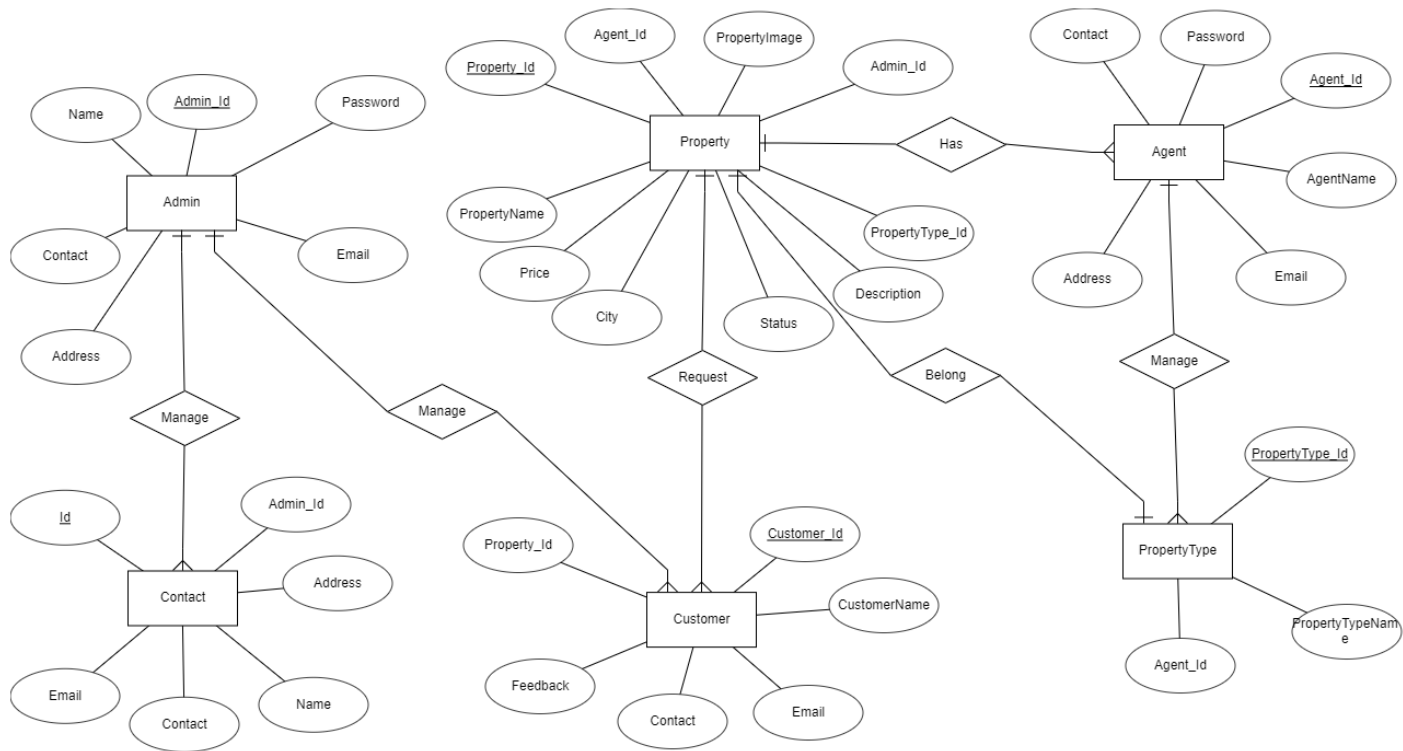 Agent_Id
PropertyImage
Contact
Password
Property_Id
Admin_Id
Agent_Id
Name
Admin_Id
Password
Property
Has
Agent
AgentName
Admin
PropertyName
PropertyType_Id
Contact
Email
Price
Description
Address
Email
City
Status
Address
Manage
Request
Belong
Manage
Manage
PropertyType_Id
Id
Admin_Id
Property_Id
Customer_Id
PropertyType
Contact
Address
CustomerName
Customer
PropertyTypeNam
e
Agent_Id
Email
Name
Feedback
Contact
Contact
Email